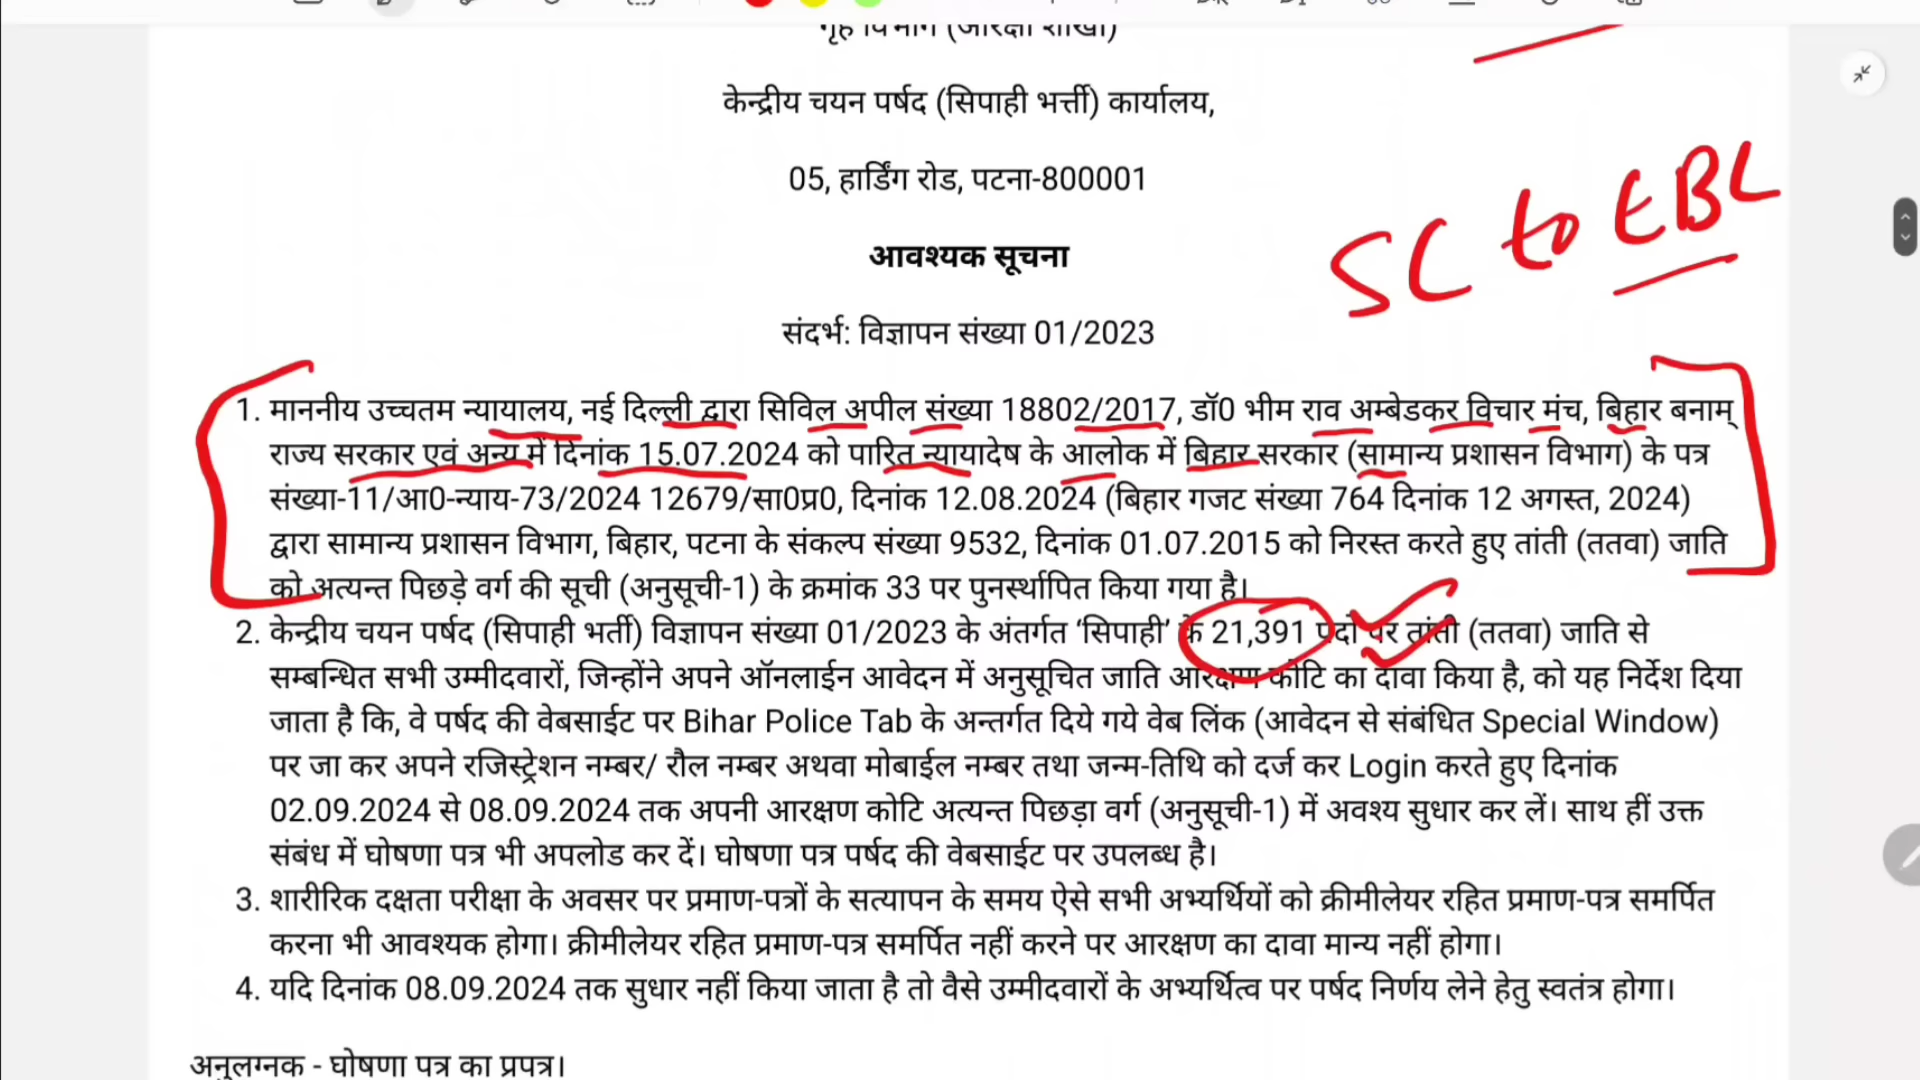 गृह विभाग (आरक्षी शाखा)
केन्द्रीय चयन पर्षद (सिपाही भर्त्ती) कार्यालय,
05, हार्डिंग रोड, पटना-800001
SC to EBC
आवश्यक सूचना
संदर्भ: विज्ञापन संख्या 01/2023
1. माननीय उच्चतम न्यायालय, नई दिल्ली द्वारा सिविल अपील संख्या 18802/2017, डॉ0 भीम राव अम्बेडकर विचार मंच, बिहार बनाम्
राज्य सरकार एवं अन्य में दिनांक 15.07.2024 को पारित न्यायादेष के आलोक में बिहार सरकार (सामान्य प्रशासन विभाग) के पत्र
संख्या-11/आ0-न्याय-73/2024 12679/सा0प्र0, दिनांक 12.08.2024 (बिहार गजट संख्या 764 दिनांक 12 अगस्त, 2024)
द्वारा सामान्य प्रशासन विभाग, बिहार, पटना के संकल्प संख्या 9532, दिनांक 01.07.2015 को निरस्त करते हुए तांती (ततवा) जाति
को अत्यन्त पिछड़े वर्ग की सूची (अनुसूची-1) के क्रमांक 33 पर पुनर्स्थापित किया गया है।
2. केन्द्रीय चयन पर्षद (सिपाही भर्ती) विज्ञापन संख्या 01/2023 के अंतर्गत ‘सिपाही’ के 21,391 पदों पर तांती (ततवा) जाति से
सम्बन्धित सभी उम्मीदवारों, जिन्होंने अपने ऑनलाईन आवेदन में अनुसूचित जाति आरक्षण कोटि का दावा किया है, को यह निर्देश दिया
जाता है कि, वे पर्षद की वेबसाईट पर Bihar Police Tab के अन्तर्गत दिये गये वेब लिंक (आवेदन से संबंधित Special Window)
पर जा कर अपने रजिस्ट्रेशन नम्बर/ रौल नम्बर अथवा मोबाईल नम्बर तथा जन्म-तिथि को दर्ज कर Login करते हुए दिनांक
02.09.2024 से 08.09.2024 तक अपनी आरक्षण कोटि अत्यन्त पिछड़ा वर्ग (अनुसूची-1) में अवश्य सुधार कर लें। साथ हीं उक्त
संबंध में घोषणा पत्र भी अपलोड कर दें। घोषणा पत्र पर्षद की वेबसाईट पर उपलब्ध है।
3. शारीरिक दक्षता परीक्षा के अवसर पर प्रमाण-पत्रों के सत्यापन के समय ऐसे सभी अभ्यर्थियों को क्रीमीलेयर रहित प्रमाण-पत्र समर्पित
करना भी आवश्यक होगा। क्रीमीलेयर रहित प्रमाण-पत्र समर्पित नहीं करने पर आरक्षण का दावा मान्य नहीं होगा।
4. यदि दिनांक 08.09.2024 तक सुधार नहीं किया जाता है तो वैसे उम्मीदवारों के अभ्यर्थित्व पर पर्षद निर्णय लेने हेतु स्वतंत्र होगा।
अनुलग्नक - घोषणा पत्र का प्रपत्र।